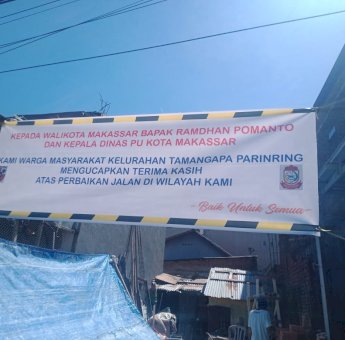 KEPADA WALIKOTA MAKASSAR BAPAK RAMDHAN POMANTO
DAN KEPALA DINAS PU KOTA MAKASSAR
KAMI WARGA MASYARAKAT KELURAHAN TAMANGAPA PARINRING
MENGUCAPKAN TERIMA KASIH
ATAS PERBAIKAN JALAN DI WILAYAH KAMI
Baik Untuk Semua